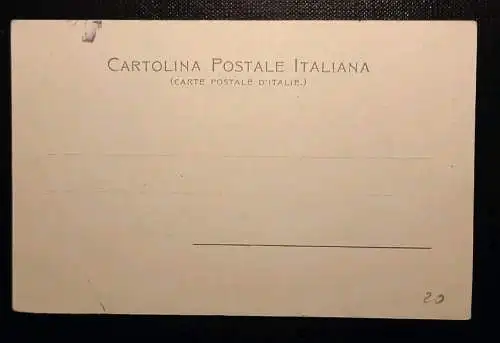 CARTOLINA POSTALE ITALIANA
(CARTE POSTALE D'ITALIE.)
20